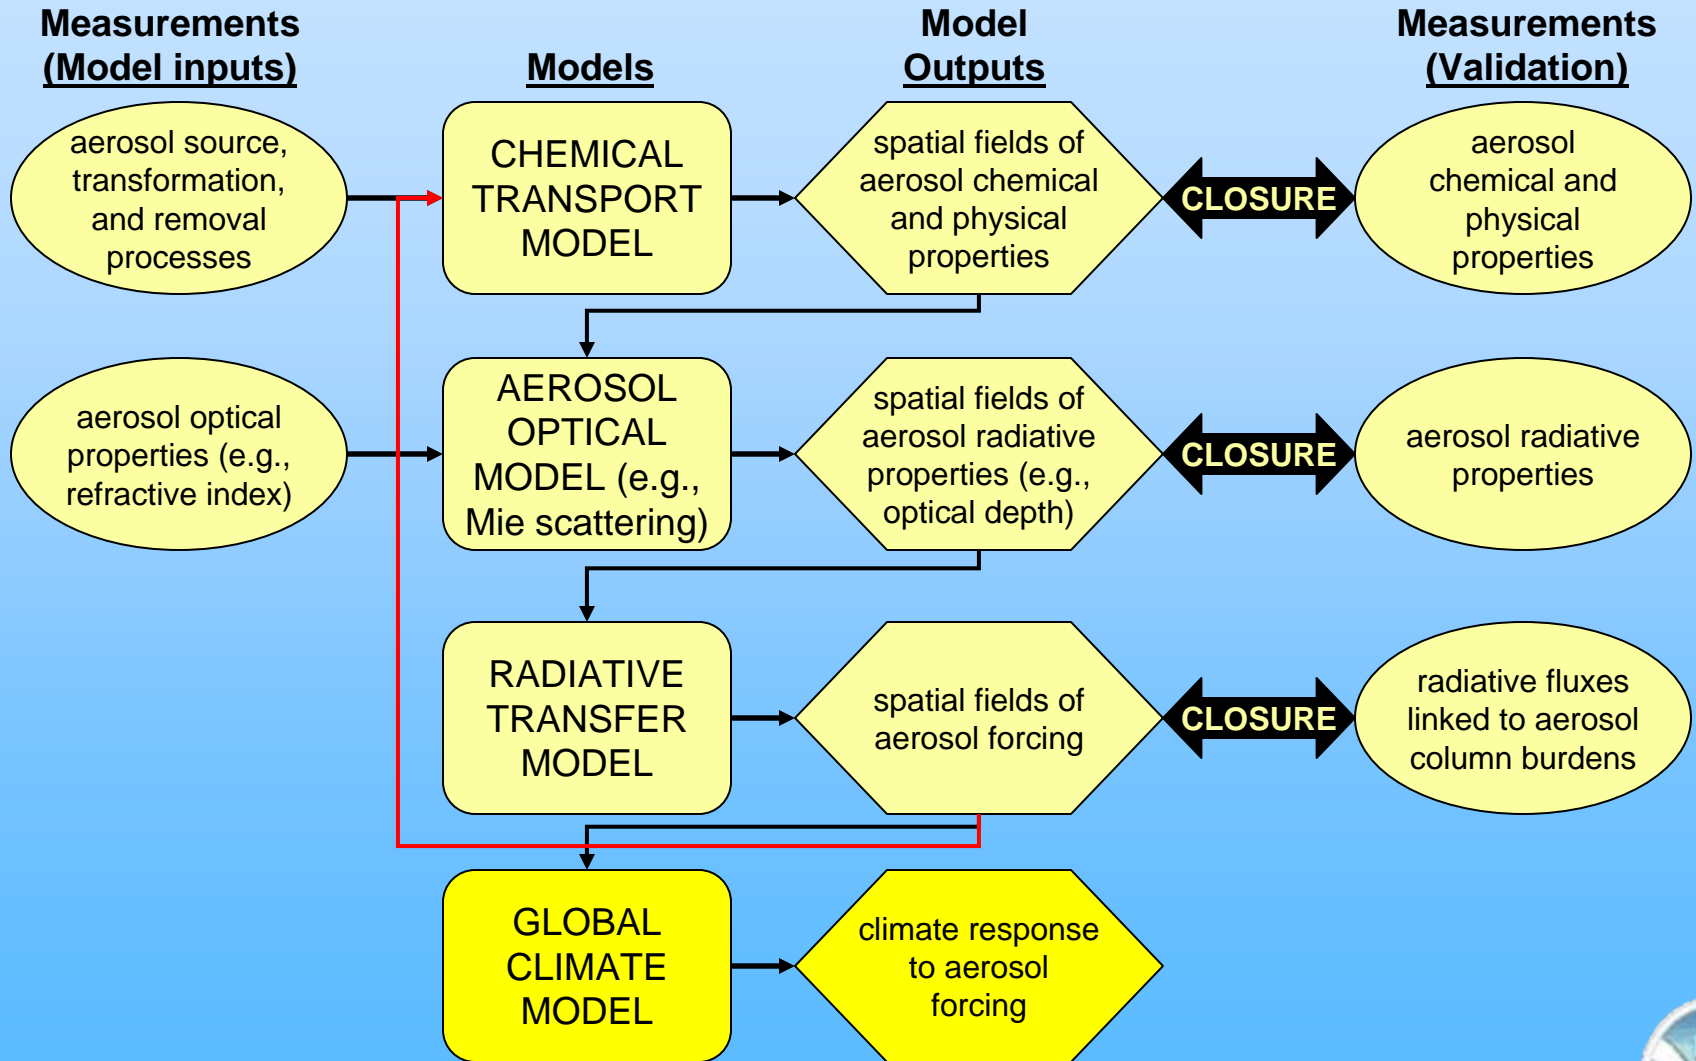 Measurements
(Model inputs)
Models
Model
Outputs
Measurements
(Validation)
aerosol source,
transformation,
and removal
processes
CHEMICAL
TRANSPORT
MODEL
spatial fields of
aerosol chemical
and physical
properties
CLOSURE
aerosol
chemical and
physical
properties
aerosol optical
properties (e.g.,
refractive index)
AEROSOL
OPTICAL
MODEL (e.g.,
Mie scattering)
spatial fields of
aerosol radiative
properties (e.g.,
optical depth)
CLOSURE
aerosol radiative
properties
RADIATIVE
TRANSFER
MODEL
spatial fields of
aerosol forcing
CLOSURE
radiative fluxes
linked to aerosol
column burdens
GLOBAL
CLIMATE
MODEL
climate response
to aerosol
forcing